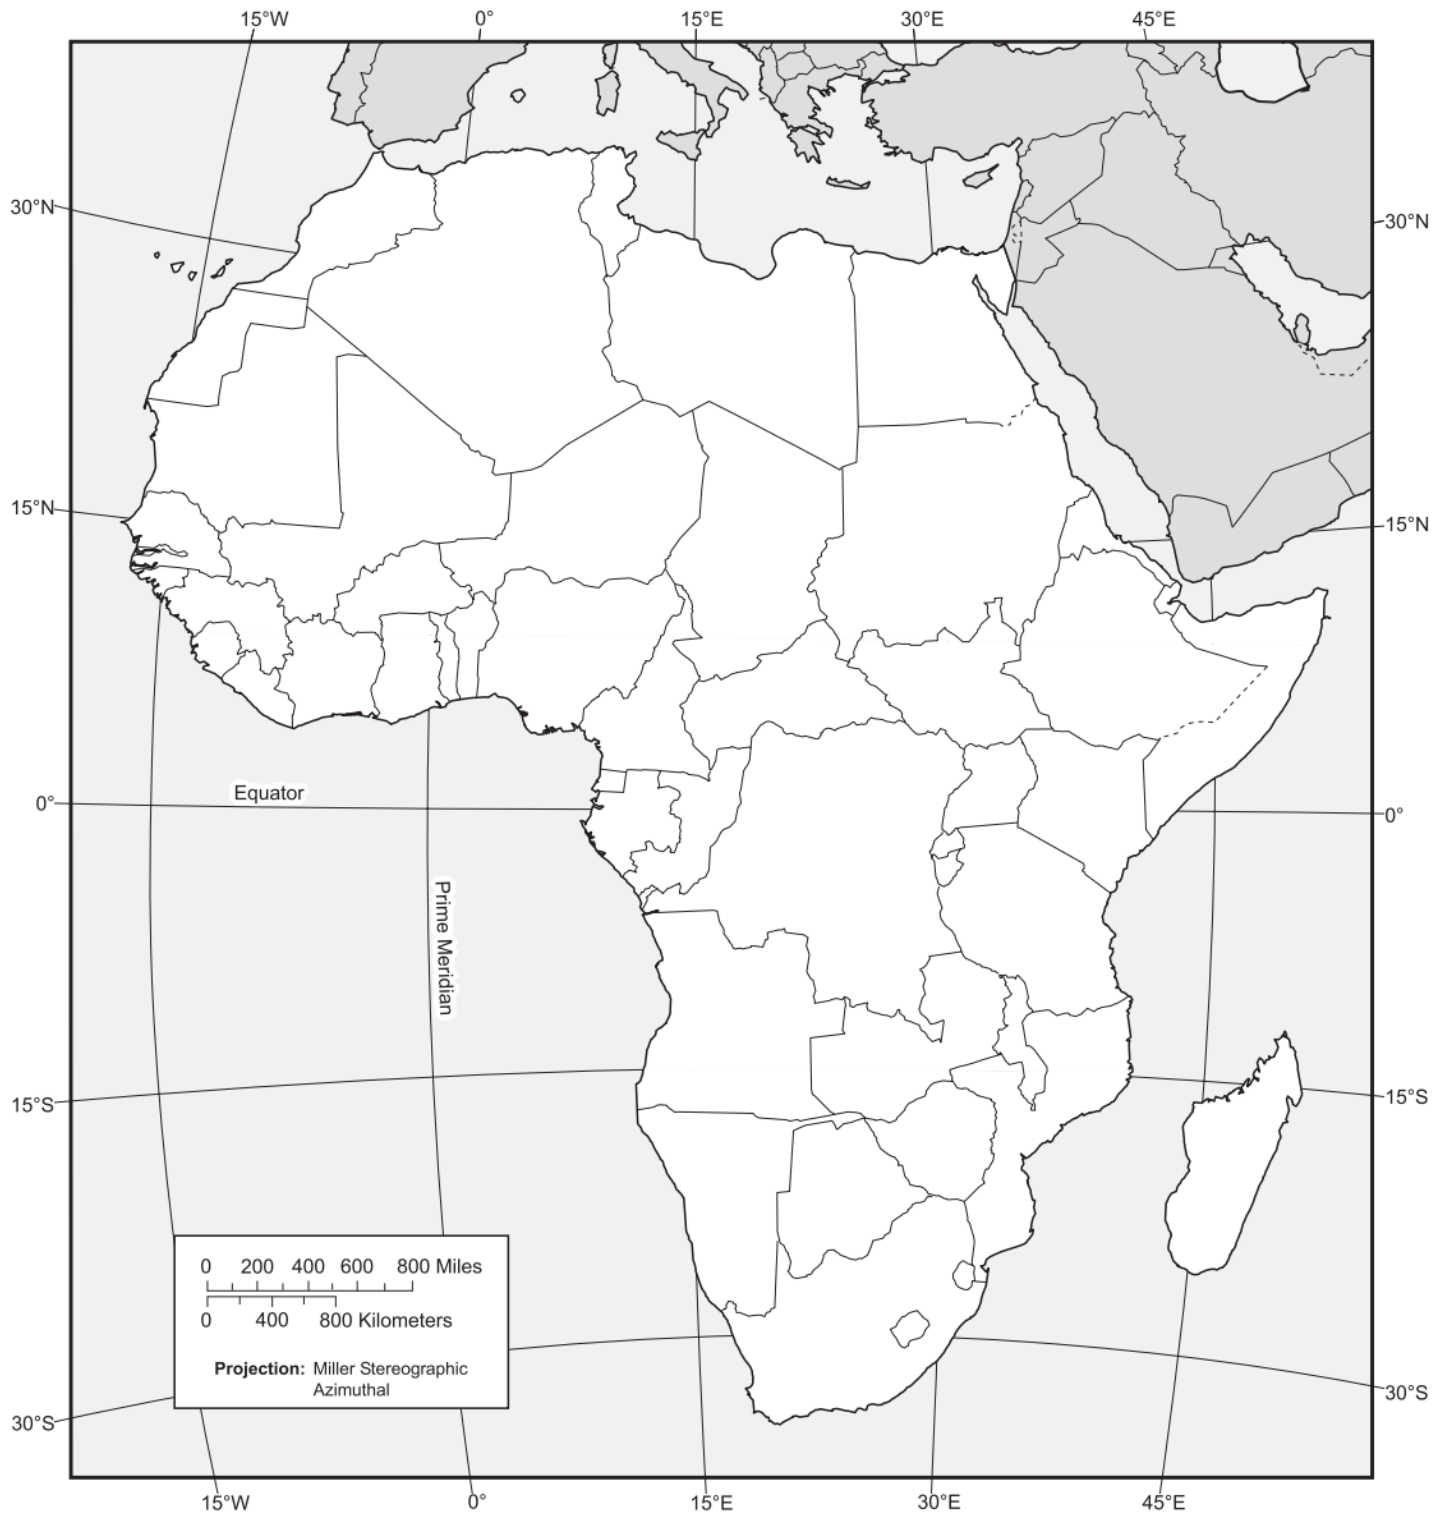 15°W 0° 15°E 30°E 45°E
30°N 30°N
15°N 15°N
Equator
0° 0°
Prime Meridian
15°S 15°S
0 200 400 600 800 Miles
0 400 800 Kilometers
Projection: Miller Stereographic
Azimuthal
30°S 30°S
15°W 0° 15°E 30°E 45°E